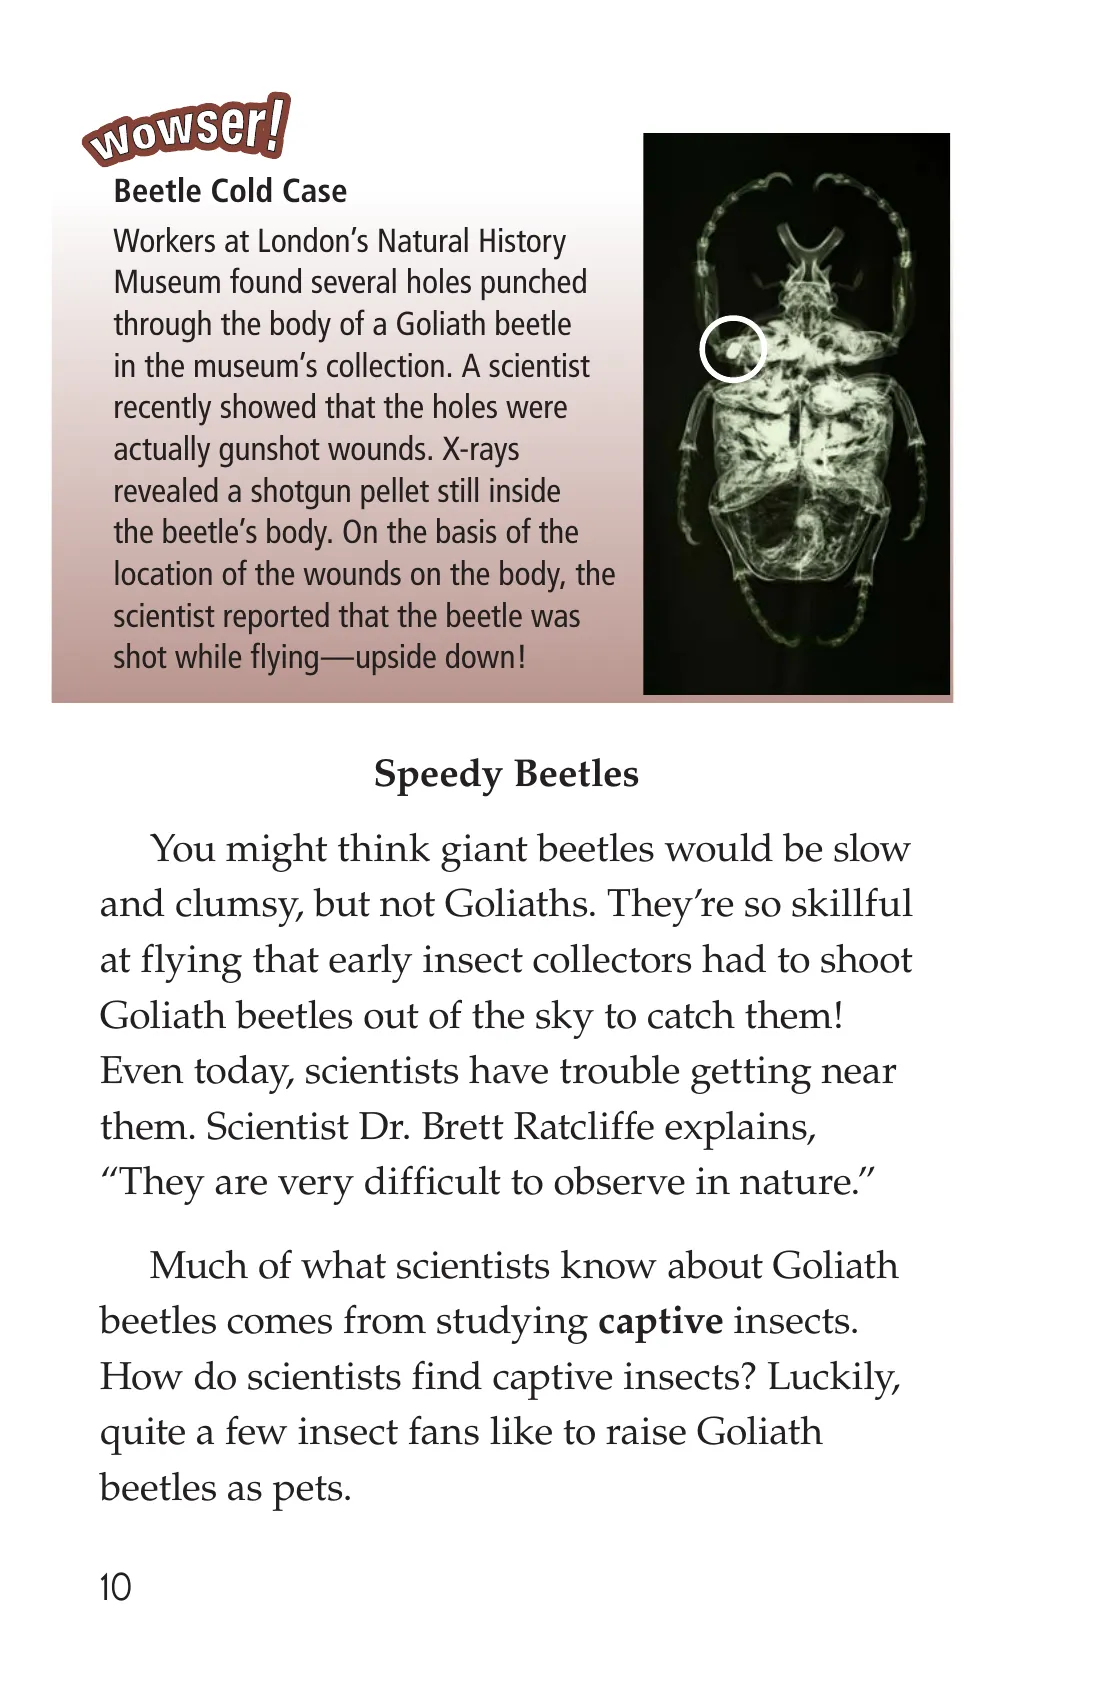 Wowser!
Beetle Cold Case
Workers at London’s Natural History
Museum found several holes punched
through the body of a Goliath beetle
in the museum’s collection. A scientist
recently showed that the holes were
actually gunshot wounds. X-rays
revealed a shotgun pellet still inside
the beetle’s body. On the basis of the
location of the wounds on the body, the
scientist reported that the beetle was
shot while flying—upside down!
Speedy Beetles
You might think giant beetles would be slow
and clumsy, but not Goliaths. They’re so skillful
at flying that early insect collectors had to shoot
Goliath beetles out of the sky to catch them!
Even today, scientists have trouble getting near
them. Scientist Dr. Brett Ratcliffe explains,
“They are very difficult to observe in nature.”
Much of what scientists know about Goliath
beetles comes from studying captive insects.
How do scientists find captive insects? Luckily,
quite a few insect fans like to raise Goliath
beetles as pets.
10